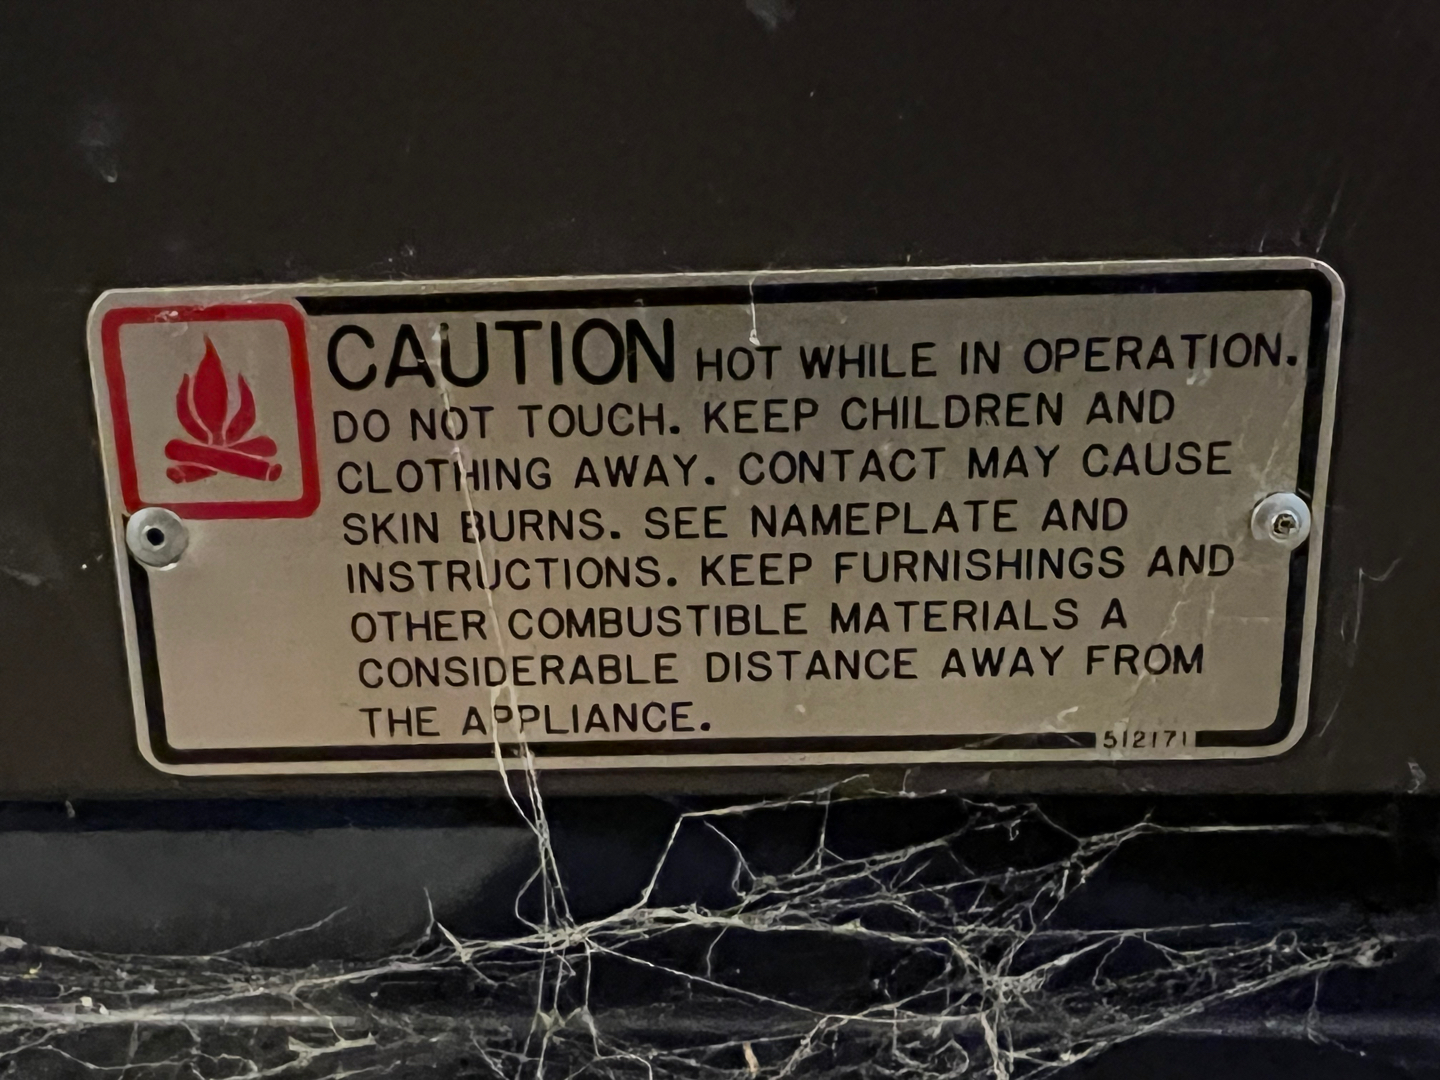 CAUTION HOT WHILE IN OPERATION.
DO NOT TOUCH. KEEP CHILDREN AND
CLOTHING AWAY. CONTACT MAY CAUSE
SKIN BURNS. SEE NAMEPLATE AND
INSTRUCTIONS. KEEP FURNISHINGS AND
OTHER COMBUSTIBLE MATERIALS A
CONSIDERABLE DISTANCE AWAY FROM
THE APPLIANCE.
512171